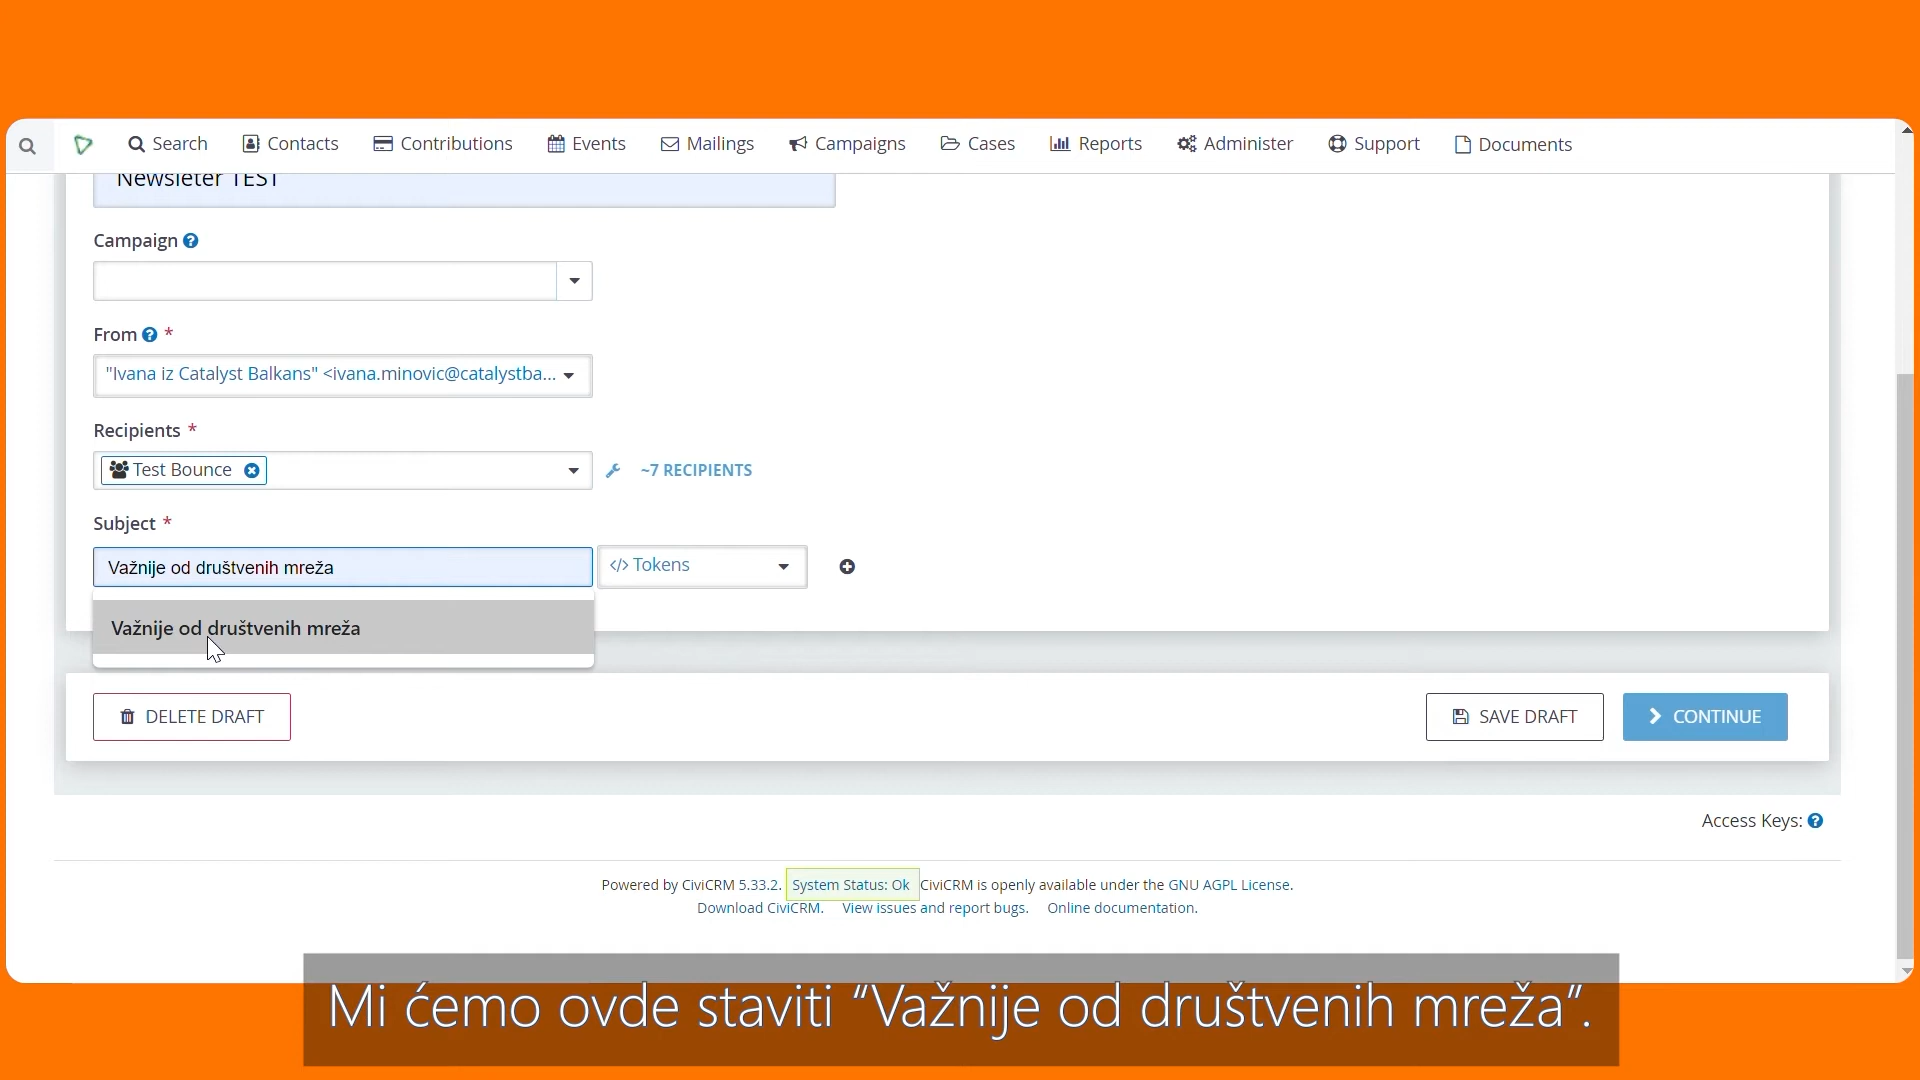 Search Contacts Contributions Events Mailings Campaigns Cases Reports Administer Support Documents
Newsleter TEST
Campaign
From *
"Ivana iz Catalyst Balkans" <ivana.minovic@catalystba...
Recipients *
Test Bounce ~7 RECIPIENTS
Subject *
Važnije od društvenih mreža </> Tokens
Važnije od društvenih mreža
DELETE DRAFT SAVE DRAFT CONTINUE
Access Keys:
Powered by CiviCRM 5.33.2. System Status: Ok CiviCRM is openly available under the GNU AGPL License.
Download CiviCRM. View issues and report bugs. Online documentation.
Mi ćemo ovde staviti “Važnije od društvenih mreža”.